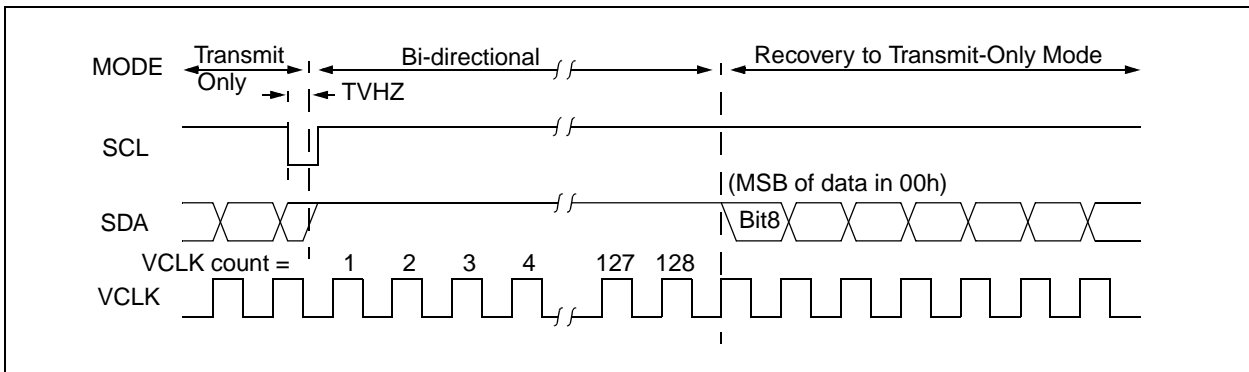 MODE
Transmit
Only
Bi-directional
Recovery to Transmit-Only Mode
TVHZ
SCL
(MSB of data in 00h)
SDA
Bit8
VCLK count = 1 2 3 4 127 128
VCLK